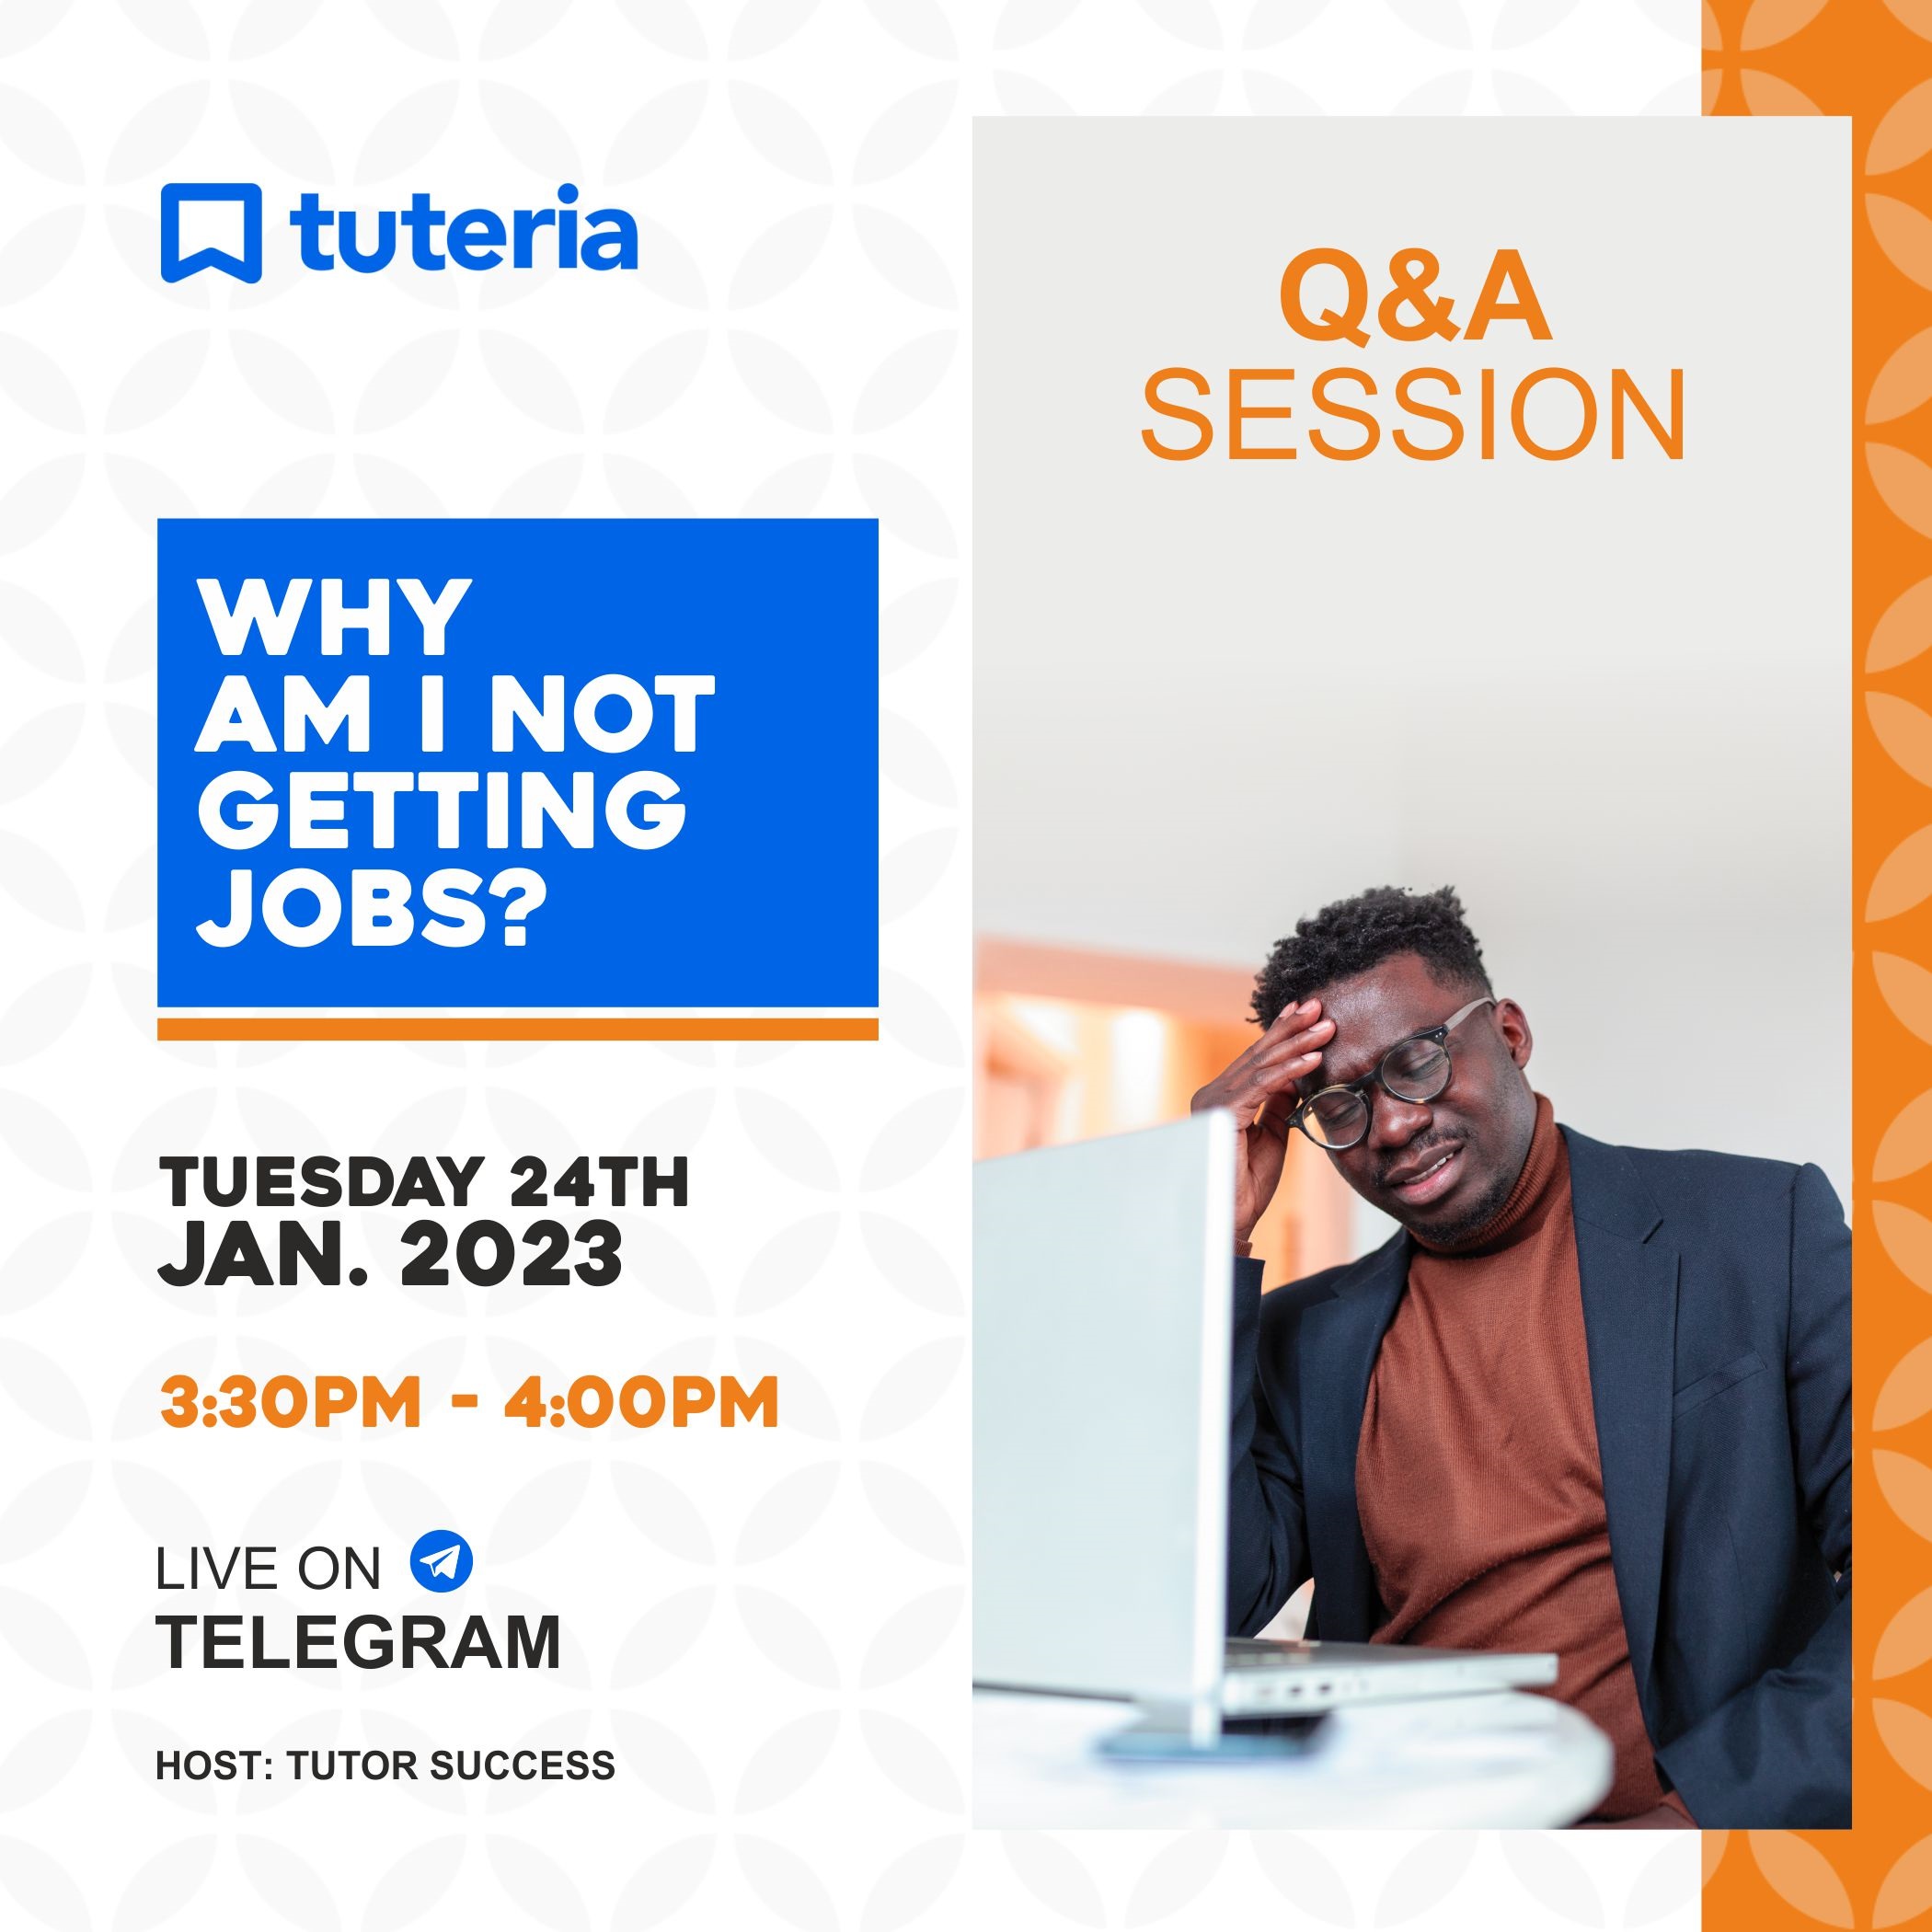 tuteria
Q&A
SESSION
WHY
AM I NOT
GETTING
JOBS?
TUESDAY 24TH
JAN. 2023
3:30PM - 4:00PM
LIVE ON
TELEGRAM
HOST: TUTOR SUCCESS